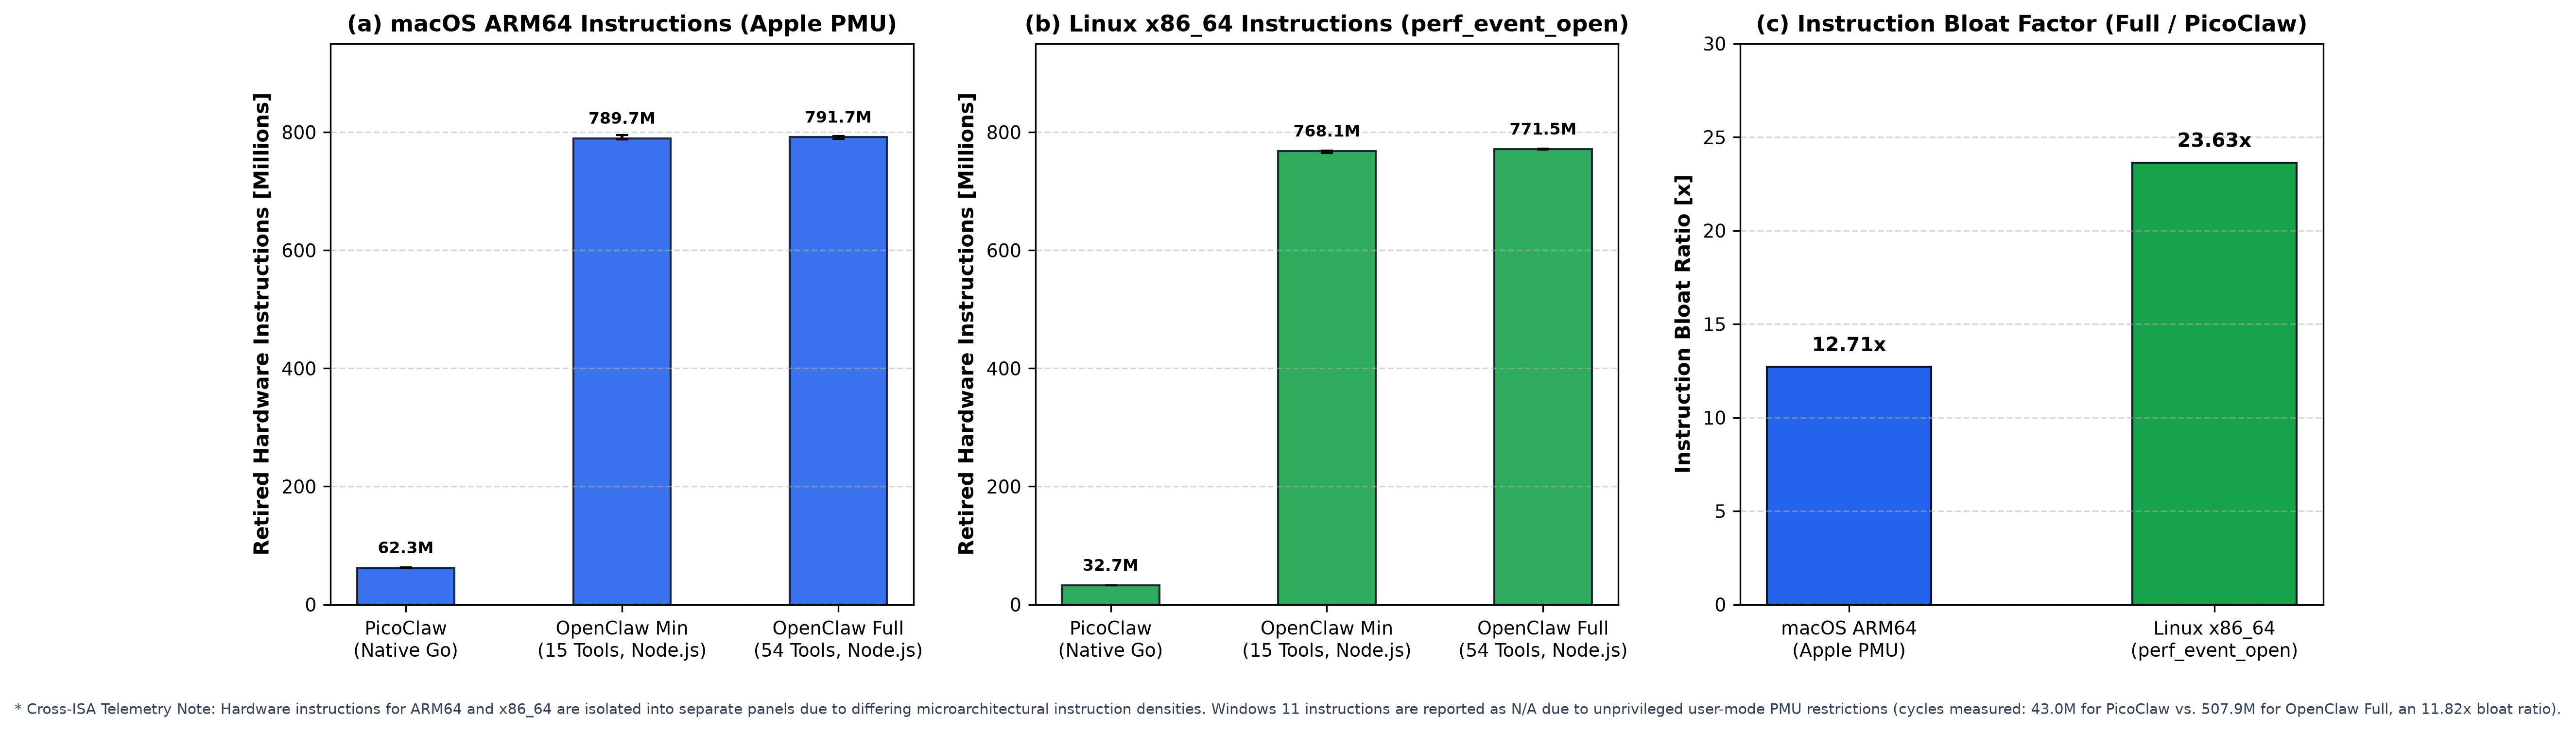 (a) macOS ARM64 Instructions (Apple PMU)
Retired Hardware Instructions [Millions]
800
600
400
200
0
62.3M
789.7M
791.7M
PicoClaw
(Native Go)
OpenClaw Min
(15 Tools, Node.js)
OpenClaw Full
(54 Tools, Node.js)
(b) Linux x86_64 Instructions (perf_event_open)
Retired Hardware Instructions [Millions]
800
600
400
200
0
32.7M
768.1M
771.5M
PicoClaw
(Native Go)
OpenClaw Min
(15 Tools, Node.js)
OpenClaw Full
(54 Tools, Node.js)
(c) Instruction Bloat Factor (Full / PicoClaw)
Instruction Bloat Ratio [x]
30
25
20
15
10
5
0
12.71x
23.63x
macOS ARM64
(Apple PMU)
Linux x86_64
(perf_event_open)
* Cross-ISA Telemetry Note: Hardware instructions for ARM64 and x86_64 are isolated into separate panels due to differing microarchitectural instruction densities. Windows 11 instructions are reported as N/A due to unprivileged user-mode PMU restrictions (cycles measured: 43.0M for PicoClaw vs. 507.9M for OpenClaw Full, an 11.82x bloat ratio).